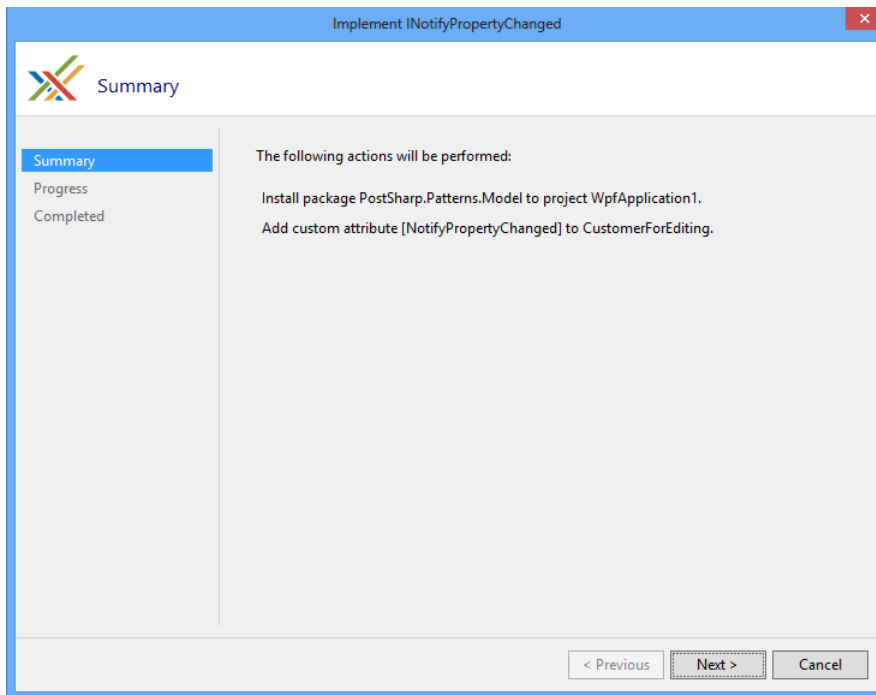 Implement INotifyPropertyChanged
Summary
Summary
Progress
Completed
The following actions will be performed:
Install package PostSharp.Patterns.Model to project WpfApplication1.
Add custom attribute [NotifyPropertyChanged] to CustomerForEditing.
< Previous
Next >
Cancel